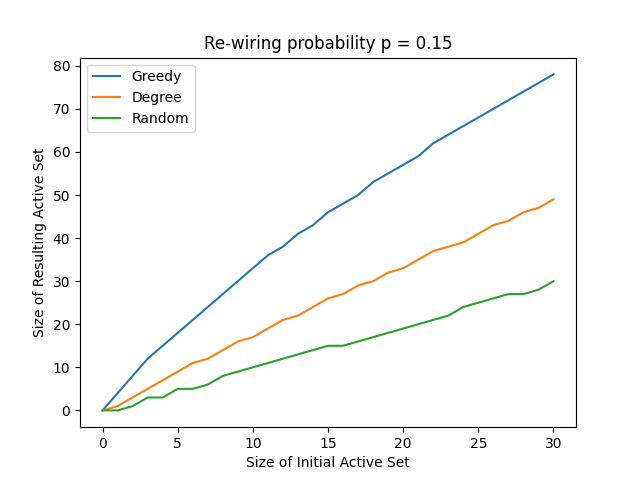 Re-wiring probability p = 0.15
Greedy
Degree
Random
Size of Resulting Active Set
80
70
60
50
40
30
20
10
0
0 5 10 15 20 25 30
Size of Initial Active Set